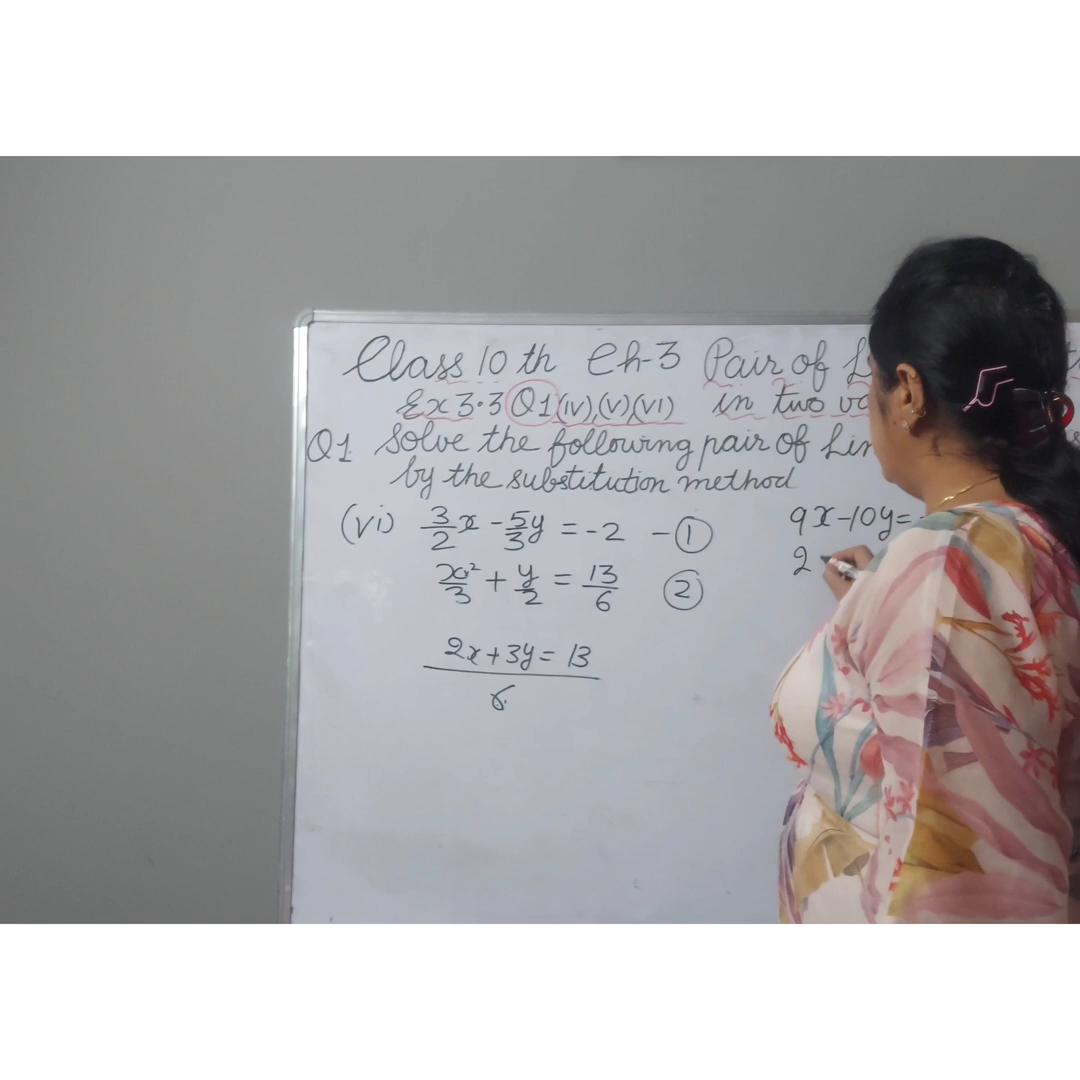 Class 10 th Ch-3 Pair of
Ex 3.3 Q1 (IV),(V)(VI) in two
Q1. Solve the following pair of Lin
by the substitution method
(vi) 3/2 x - 5y/3 = -2 - ①
x²/3 + y/2 = 13/6 ②
2x+3y = 13
6
9x-10y=
2